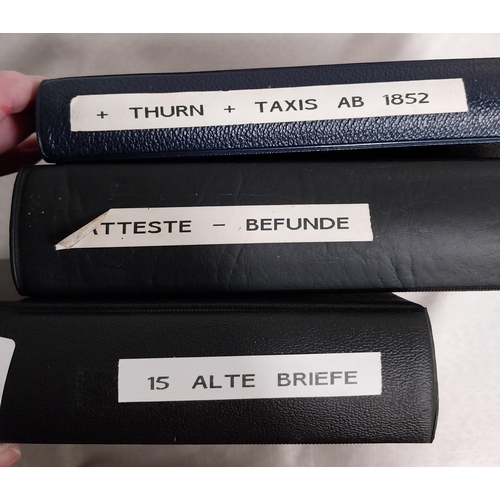 + THURN + TAXIS AB 1852
ATTESTE - BEFUNDE
15 ALTE BRIEFE